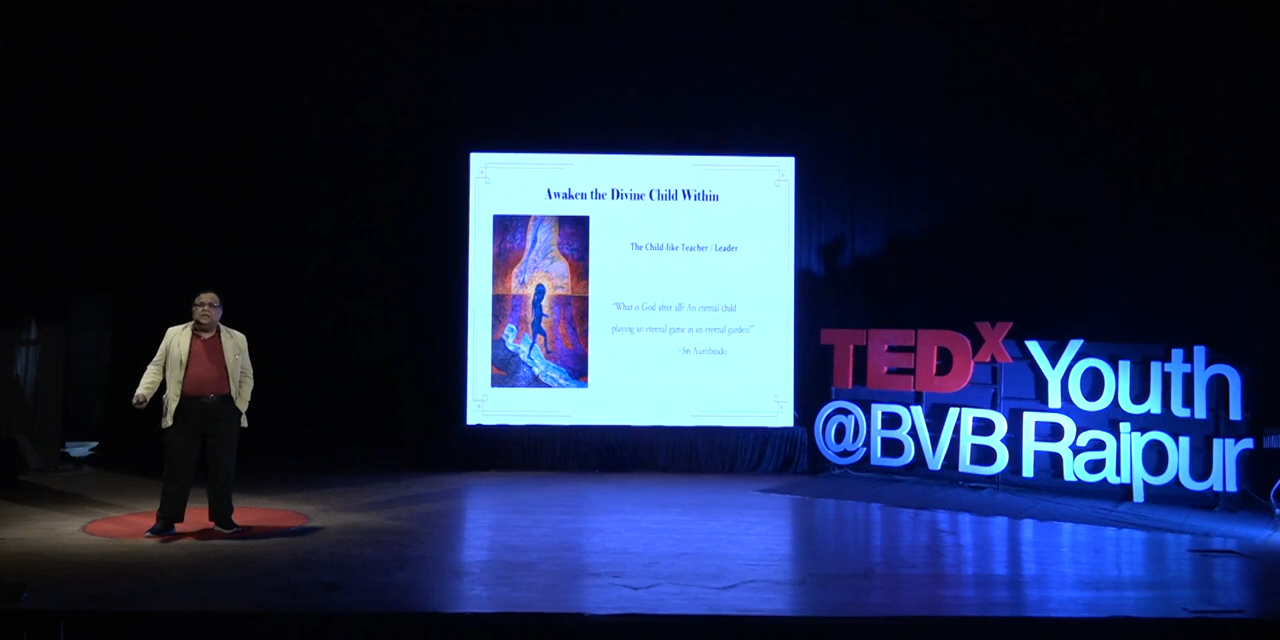 Awaken the Divine Child Within
The Child-like Teacher / Leader
"What is God after all? An eternal child
playing an eternal game in an eternal garden."
~Sri Aurobindo
TEDx Youth
@BVB Raipur